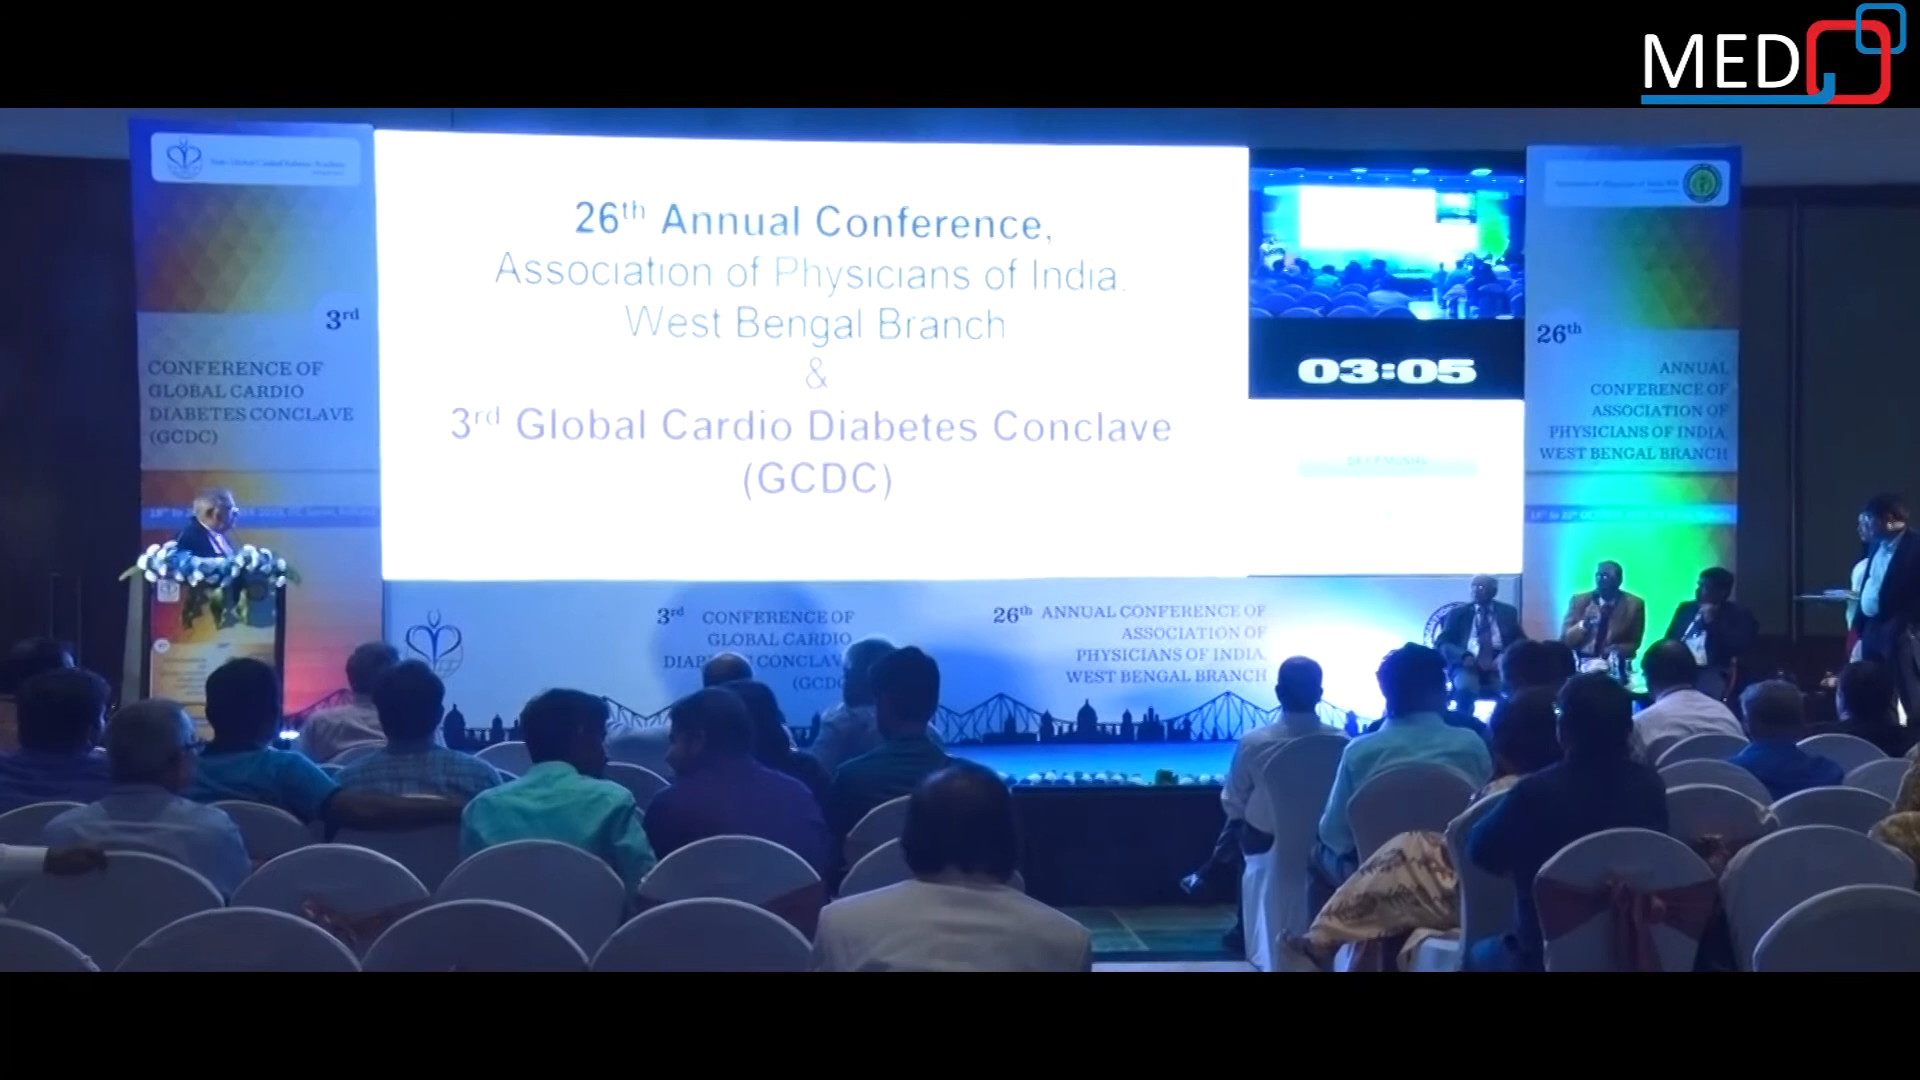 MED
26th Annual Conference,
Association of Physicians of India.
West Bengal Branch
&
3rd Global Cardio Diabetes Conclave
(GCDC)
03:05
3rd
CONFERENCE OF
GLOBAL CARDIO
DIABETES CONCLAVE
(GCDC)
26th
ANNUAL
CONFERENCE OF
ASSOCIATION OF
PHYSICIANS OF INDIA,
WEST BENGAL BRANCH
3rd CONFERENCE OF
GLOBAL CARDIO
CONCLAVE
(GCDC
26th ANNUAL CONFERENCE OF
ASSOCIATION OF
PHYSICIANS OF INDIA,
WEST BENGAL BRANCH